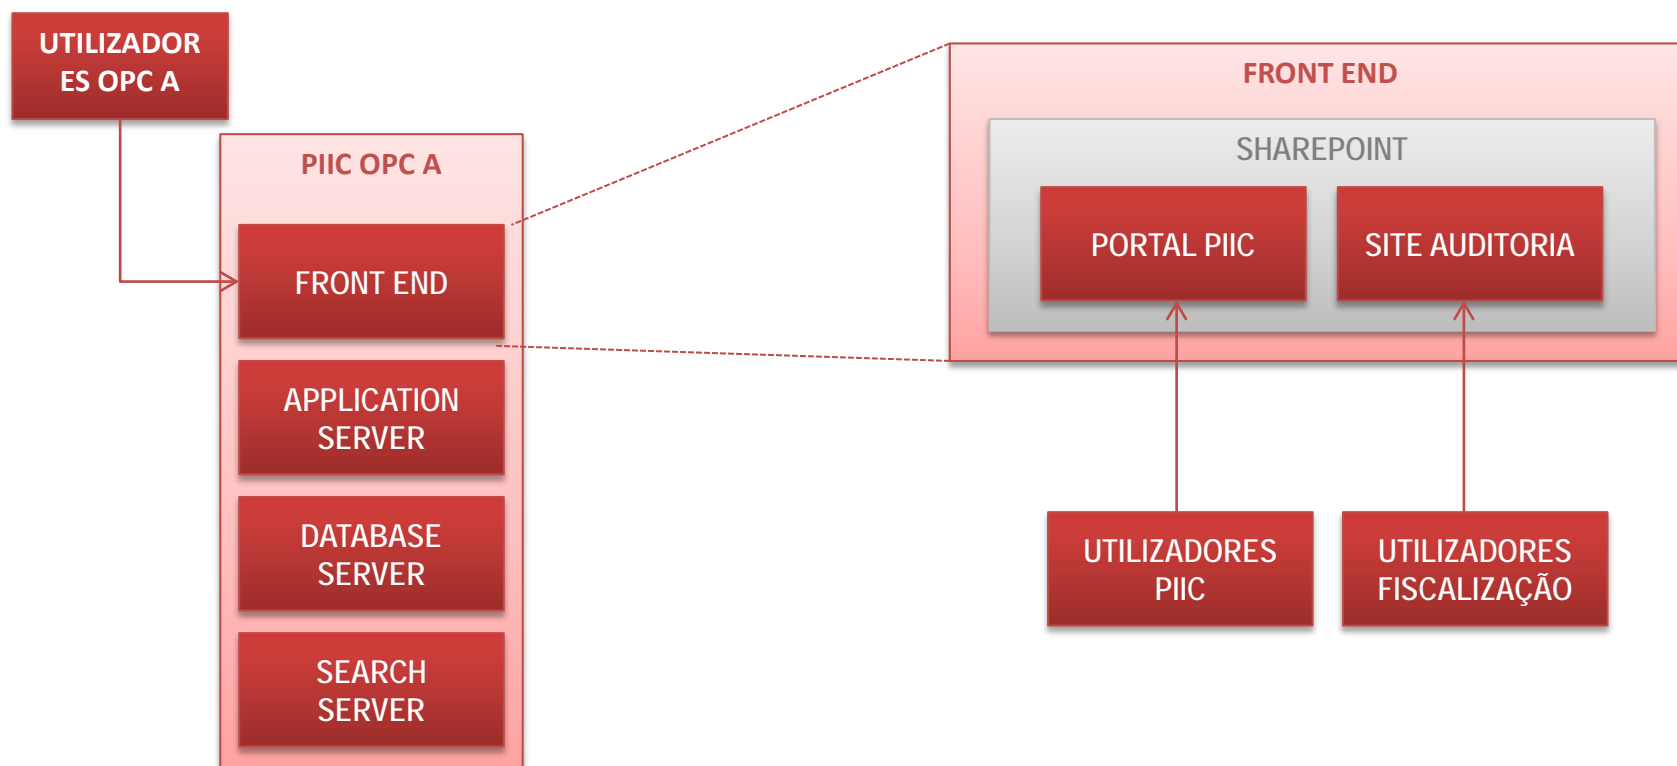 UTILIZADOR
ES OPC A
PIIC OPC A
FRONT END
APPLICATION
SERVER
DATABASE
SERVER
SEARCH
SERVER
FRONT END
SHAREPOINT
PORTAL PIIC
SITE AUDITORIA
UTILIZADORES
PIIC
UTILIZADORES
FISCALIZAÇÃO